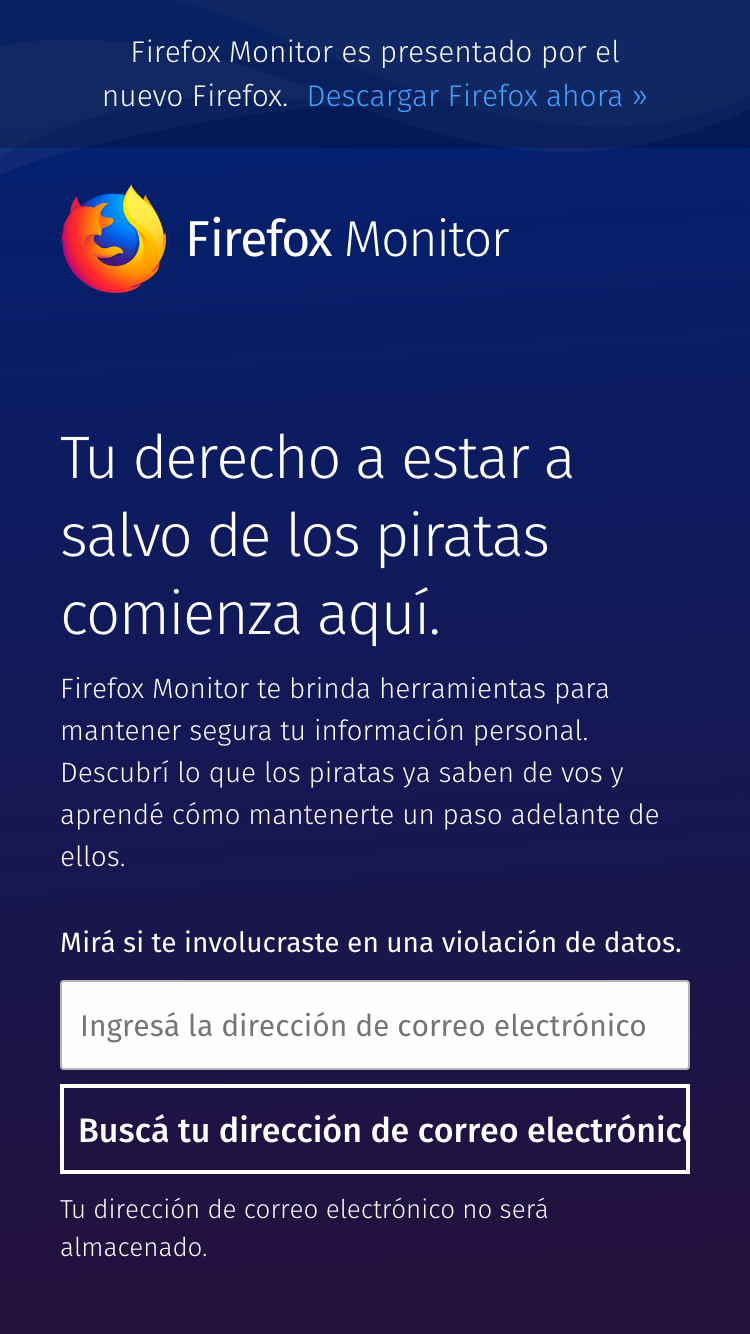 Firefox Monitor es presentado por el
nuevo Firefox. Descargar Firefox ahora »
Firefox Monitor
Tu derecho a estar a
salvo de los piratas
comienza aquí.
Firefox Monitor te brinda herramientas para
mantener segura tu información personal.
Descubrí lo que los piratas ya saben de vos y
aprendé cómo mantenerte un paso adelante de
ellos.
Mirá si te involucraste en una violación de datos.
Ingresá la dirección de correo electrónico
Buscá tu dirección de correo electrónico
Tu dirección de correo electrónico no será
almacenado.